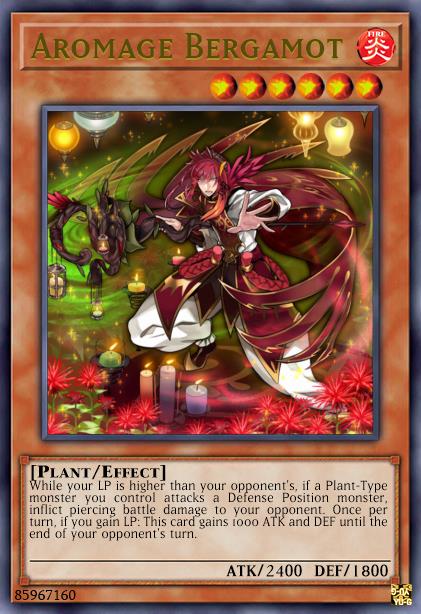 AROMAGE BERGAMOT
FIRE
炎
[PLANT/EFFECT]
While your LP is higher than your opponent's, if a Plant-Type
monster you control attacks a Defense Position monster,
inflict piercing battle damage to your opponent. Once per
turn, if you gain LP: This card gains 1000 ATK and DEF until the
end of your opponent's turn.
ATK/2400 DEF/1800
85967160